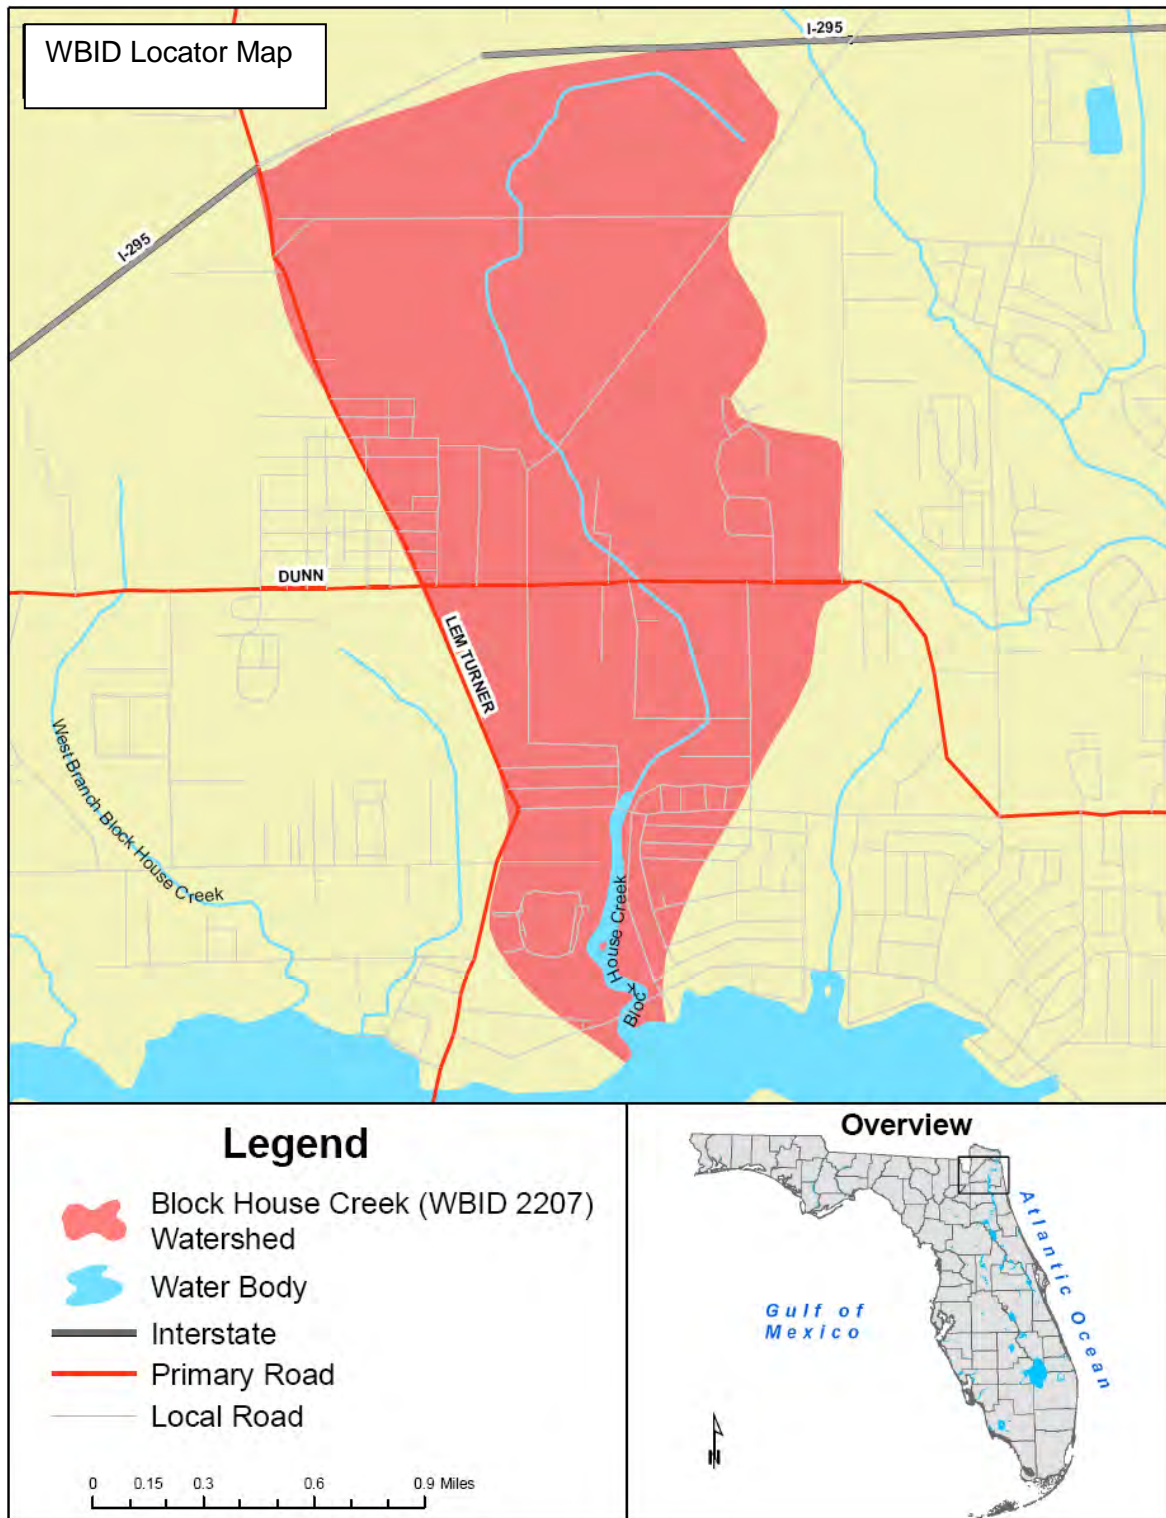 WBID Locator Map
I-295
I-295
DUNN
LEM TURNER
West Branch Block House Creek
Block House Creek
Legend
Block House Creek (WBID 2207)
Watershed
Water Body
Interstate
Primary Road
Local Road
0 0.15 0.3 0.6 0.9 Miles
Overview
Atlantic Ocean
Gulf of
Mexico
N